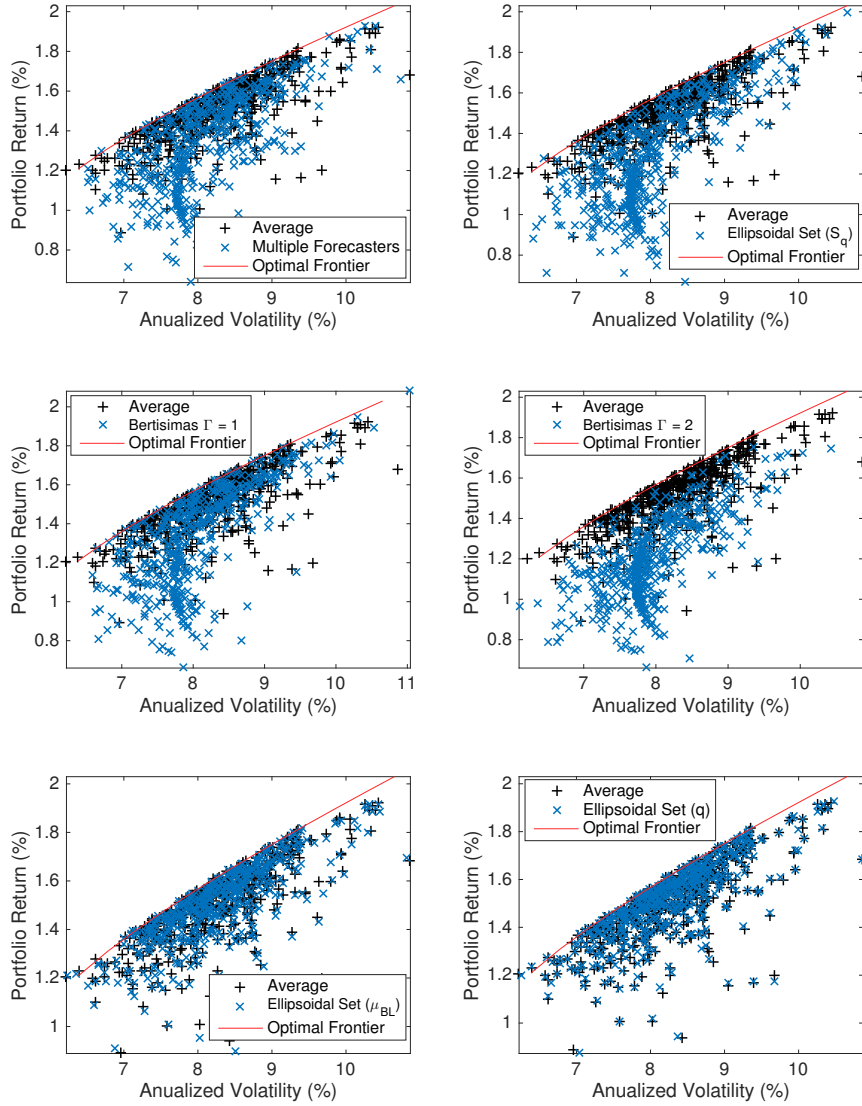 2
1.8
1.6
1.4
1.2
1
0.8
Portfolio Return (%)
Average
Multiple Forecasters
Optimal Frontier
7 8 9 10
Anualized Volatility (%)
2
1.8
1.6
1.4
1.2
1
0.8
Portfolio Return (%)
Average
Ellipsoidal Set (S_q)
Optimal Frontier
7 8 9 10
Anualized Volatility (%)
2
1.8
1.6
1.4
1.2
1
0.8
Portfolio Return (%)
Average
Bertisimas Γ = 1
Optimal Frontier
7 8 9 10 11
Anualized Volatility (%)
2
1.8
1.6
1.4
1.2
1
0.8
Portfolio Return (%)
Average
Bertisimas Γ = 2
Optimal Frontier
7 8 9 10
Anualized Volatility (%)
2
1.8
1.6
1.4
1.2
1
Portfolio Return (%)
Average
Ellipsoidal Set (μ_BL)
Optimal Frontier
7 8 9 10
Anualized Volatility (%)
2
1.8
1.6
1.4
1.2
1
Portfolio Return (%)
Average
Ellipsoidal Set (q)
Optimal Frontier
7 8 9 10
Anualized Volatility (%)